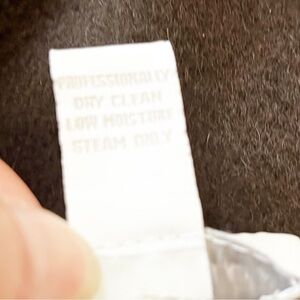 PROFESSIONALLY
DRY CLEAN
LOW MOISTURE
STEAM ONLY